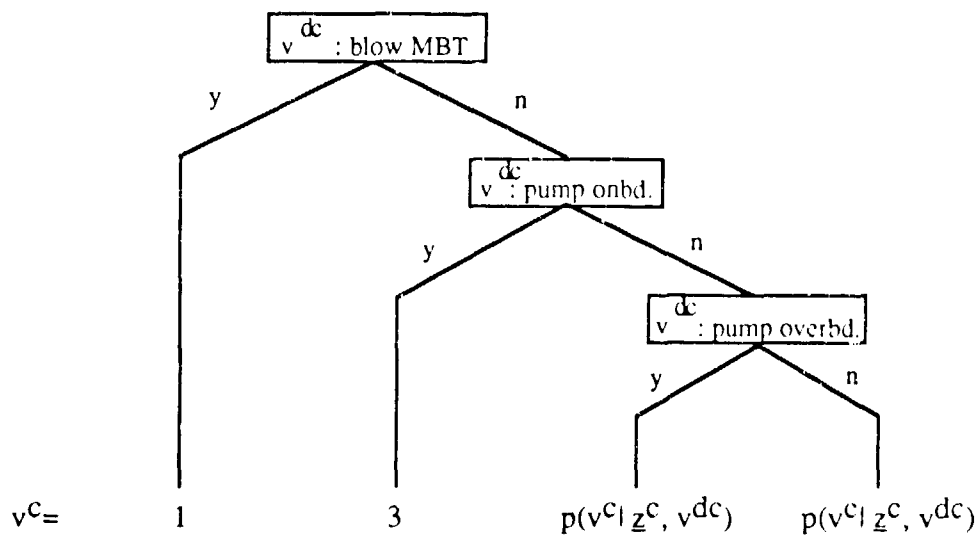 v^dc : blow MBT
y n
v^dc : pump onbd.
y n
v^dc : pump overbd.
y n
v^c= 1 3 p(v^c| z^c, v^dc) p(v^c| z^c, v^dc)